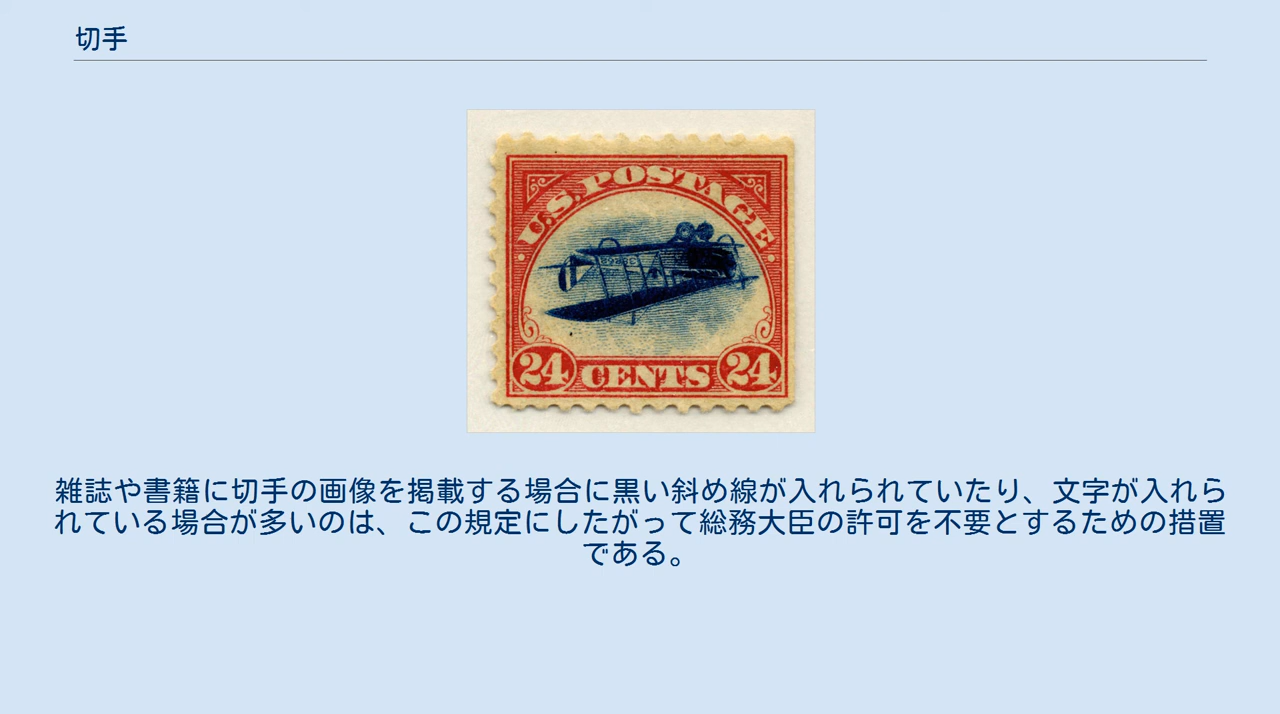 切手
U.S. POSTAGE
24 CENTS 24
雑誌や書籍に切手の画像を掲載する場合に黒い斜め線が入れられていたり、文字が入れら
れている場合が多いのは、この規定にしたがって総務大臣の許可を不要とするための措置
である。